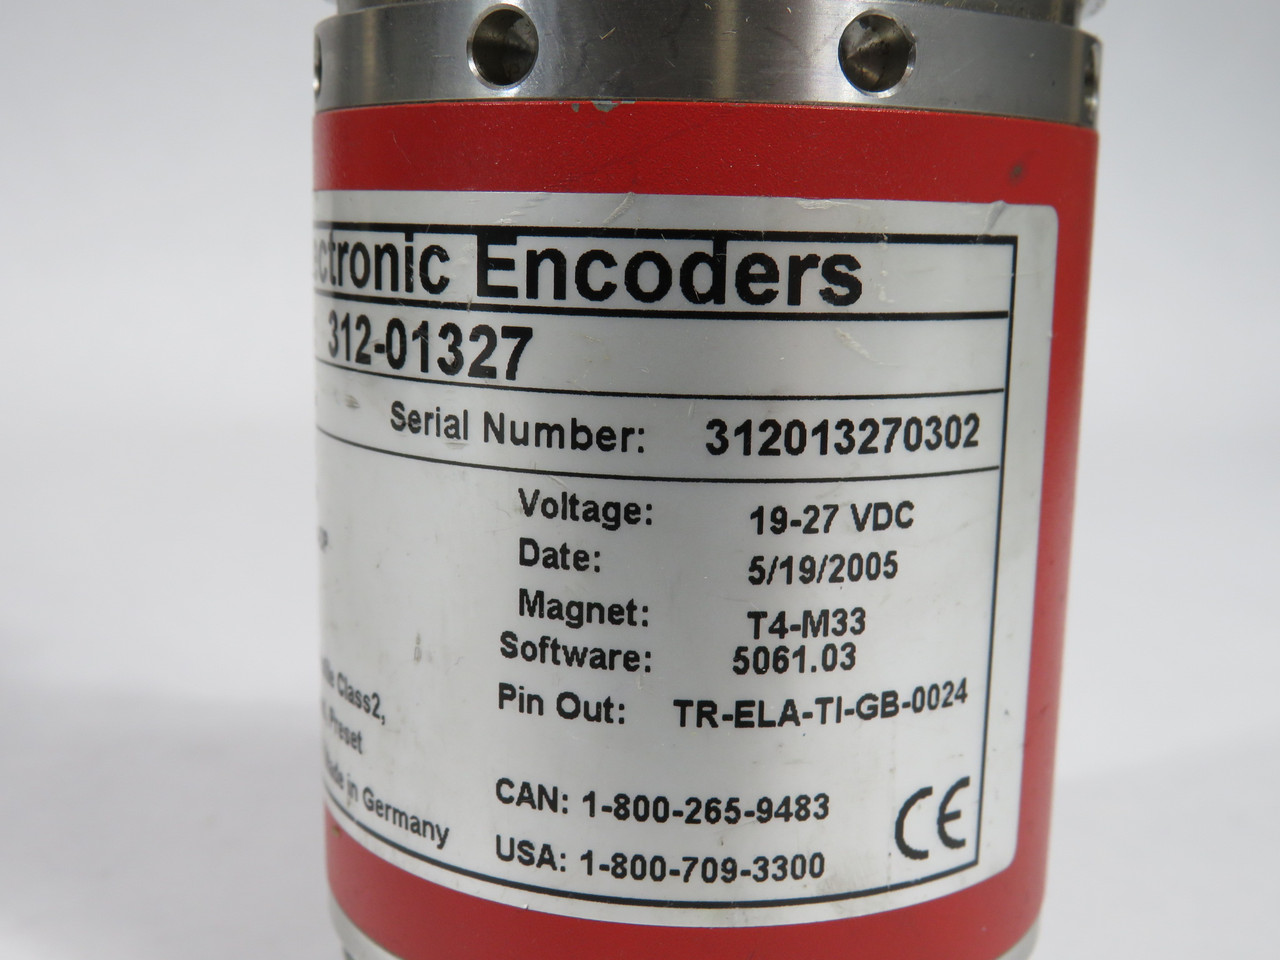 ctronic Encoders
312-01327
Serial Number: 312013270302
Voltage: 19-27 VDC
Date: 5/19/2005
Magnet: T4-M33
Software: 5061.03
Class2,
Pin Out: TR-ELA-TI-GB-0024
Preset
Made in Germany
CAN: 1-800-265-9483
CE
USA: 1-800-709-3300